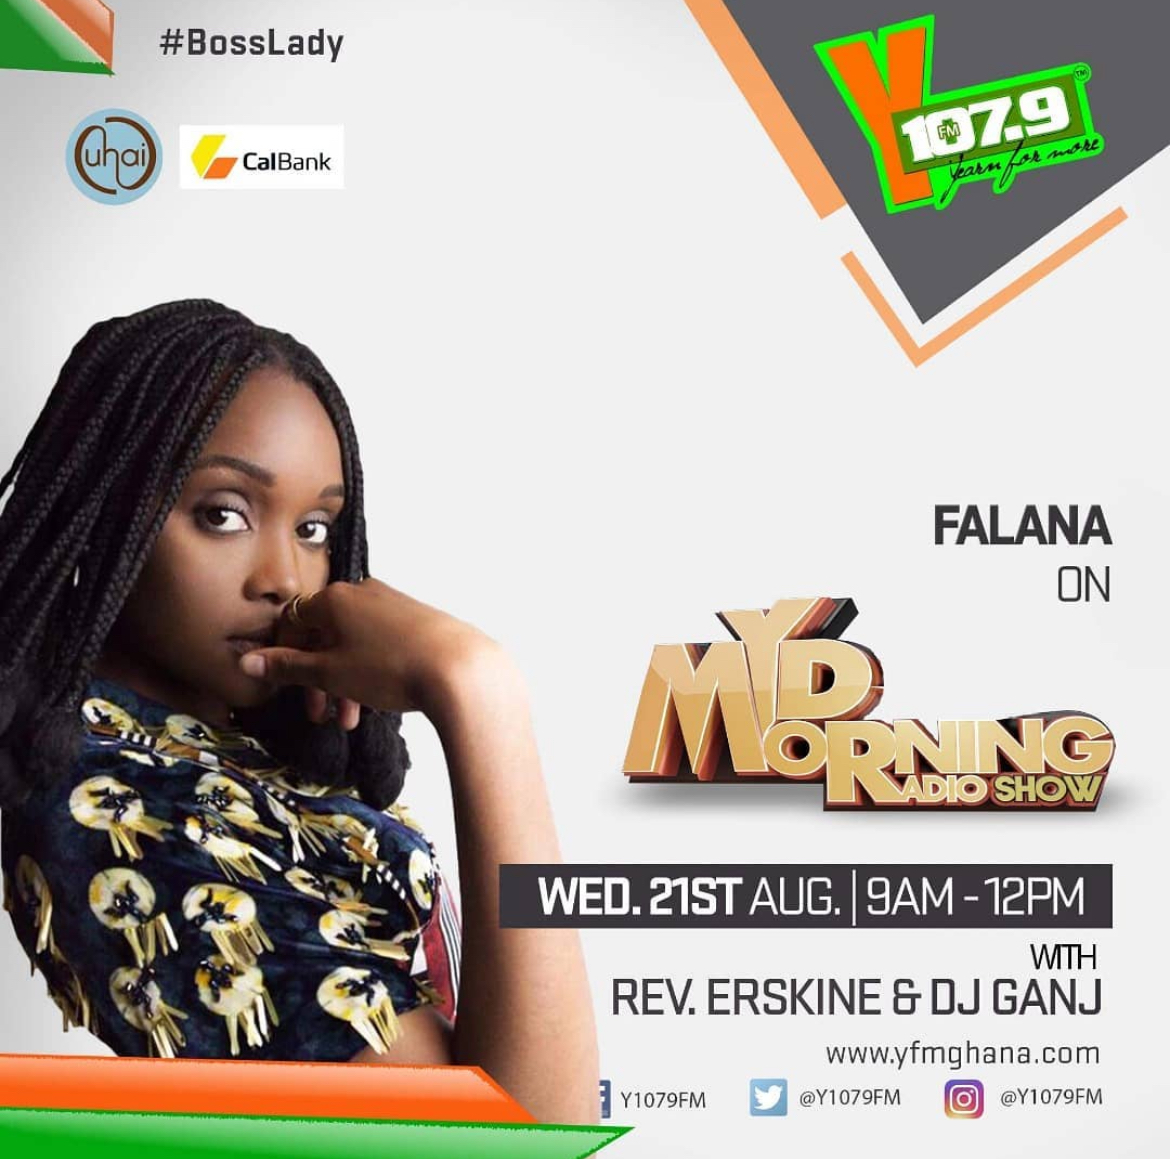 #BossLady
uhai
CalBank
Y
107.9
FM
TM
Yearn for more
FALANA
ON
MYD
MORNING
RADIO SHOW
WED. 21ST AUG. | 9AM - 12PM
WITH
REV. ERSKINE & DJ GANJ
www.yfmghana.com
Y1079FM @Y1079FM @Y1079FM